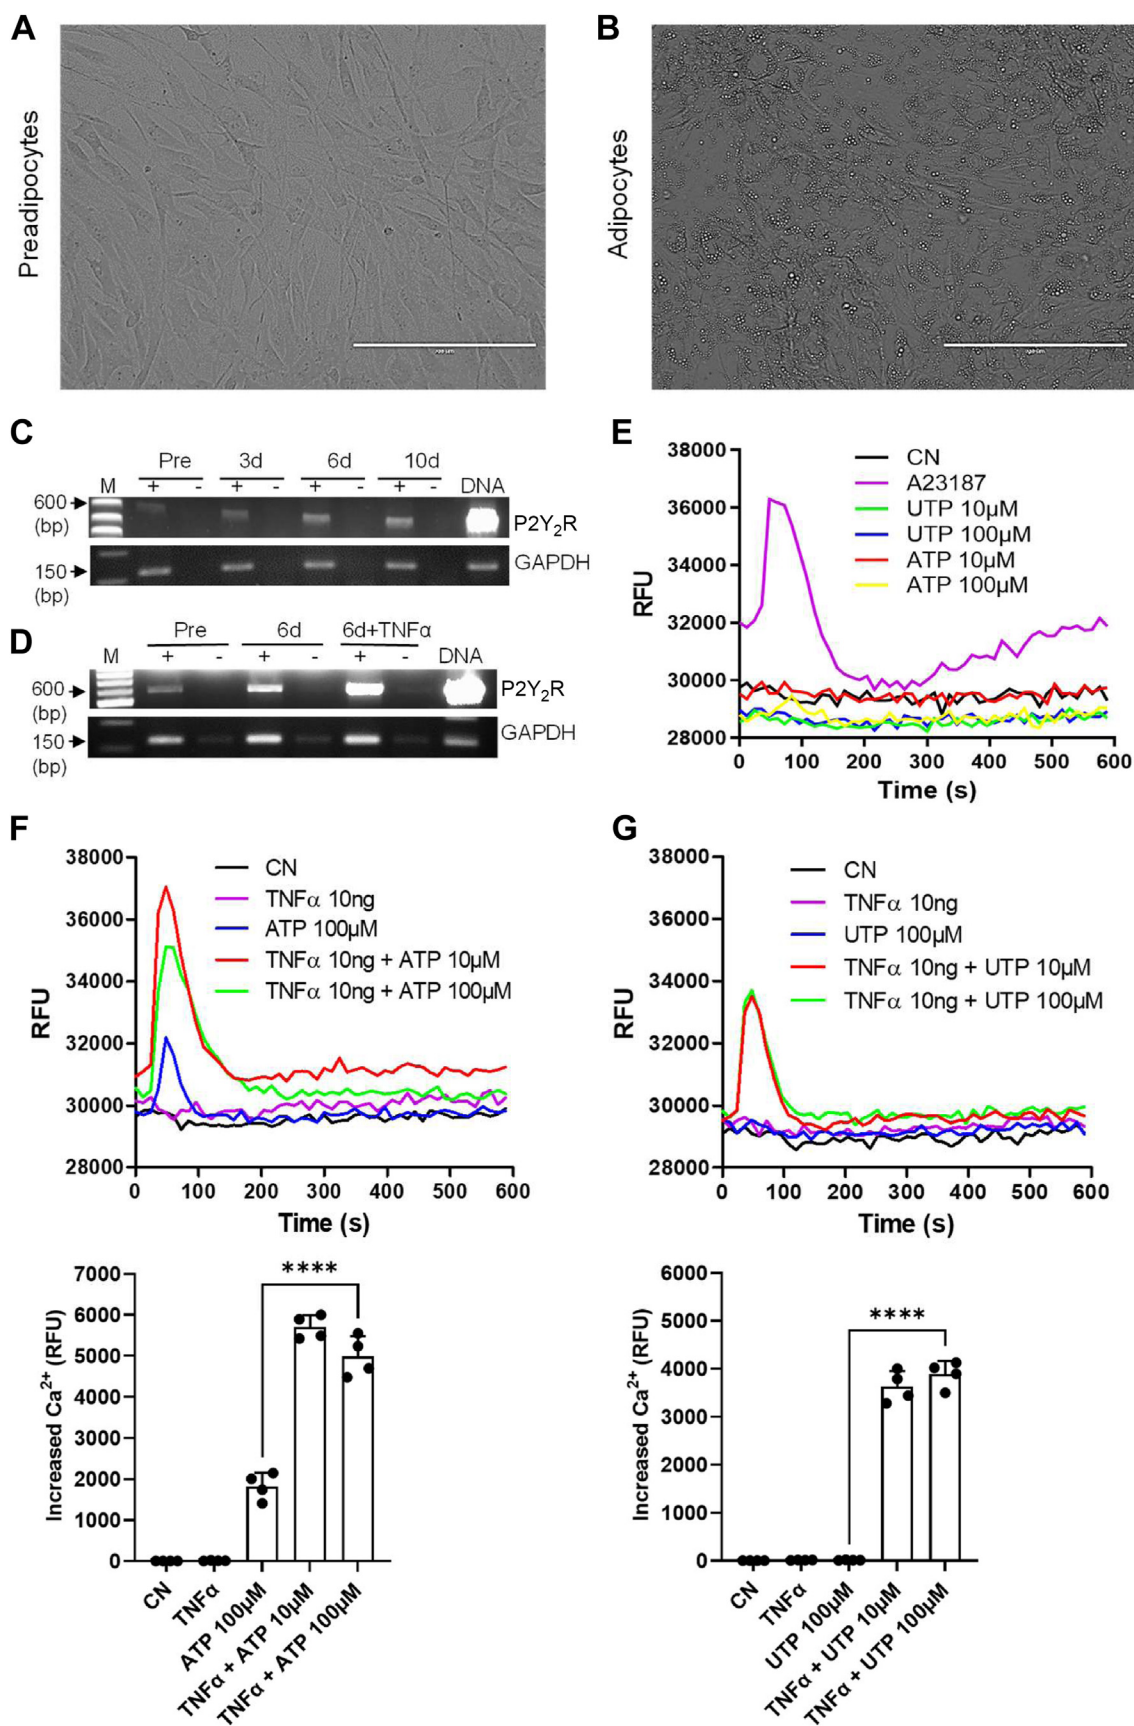 A
B
Preadipocytes
Adipocytes
C
Pre 3d 6d 10d
M + - + - + - + - DNA
600
(bp)
P2Y2R
150
(bp)
GAPDH
D
Pre 6d 6d+TNFα
M + - + - + - DNA
600
(bp)
P2Y2R
150
(bp)
GAPDH
E
38000
36000
34000
32000
30000
28000
RFU
CN
A23187
UTP 10µM
UTP 100µM
ATP 10µM
ATP 100µM
0 100 200 300 400 500 600
Time (s)
F
38000
36000
34000
32000
30000
28000
RFU
CN
TNFα 10ng
ATP 100µM
TNFα 10ng + ATP 10µM
TNFα 10ng + ATP 100µM
0 100 200 300 400 500 600
Time (s)
7000
6000
5000
4000
3000
2000
1000
0
Increased Ca2+ (RFU)
****
CN
TNFα
ATP 100µM
TNFα + ATP 10µM
TNFα + ATP 100µM
G
38000
36000
34000
32000
30000
28000
RFU
CN
TNFα 10ng
UTP 100µM
TNFα 10ng + UTP 10µM
TNFα 10ng + UTP 100µM
0 100 200 300 400 500 600
Time (s)
6000
5000
4000
3000
2000
1000
0
Increased Ca2+ (RFU)
****
CN
TNFα
UTP 100µM
TNFα + UTP 10µM
TNFα + UTP 100µM